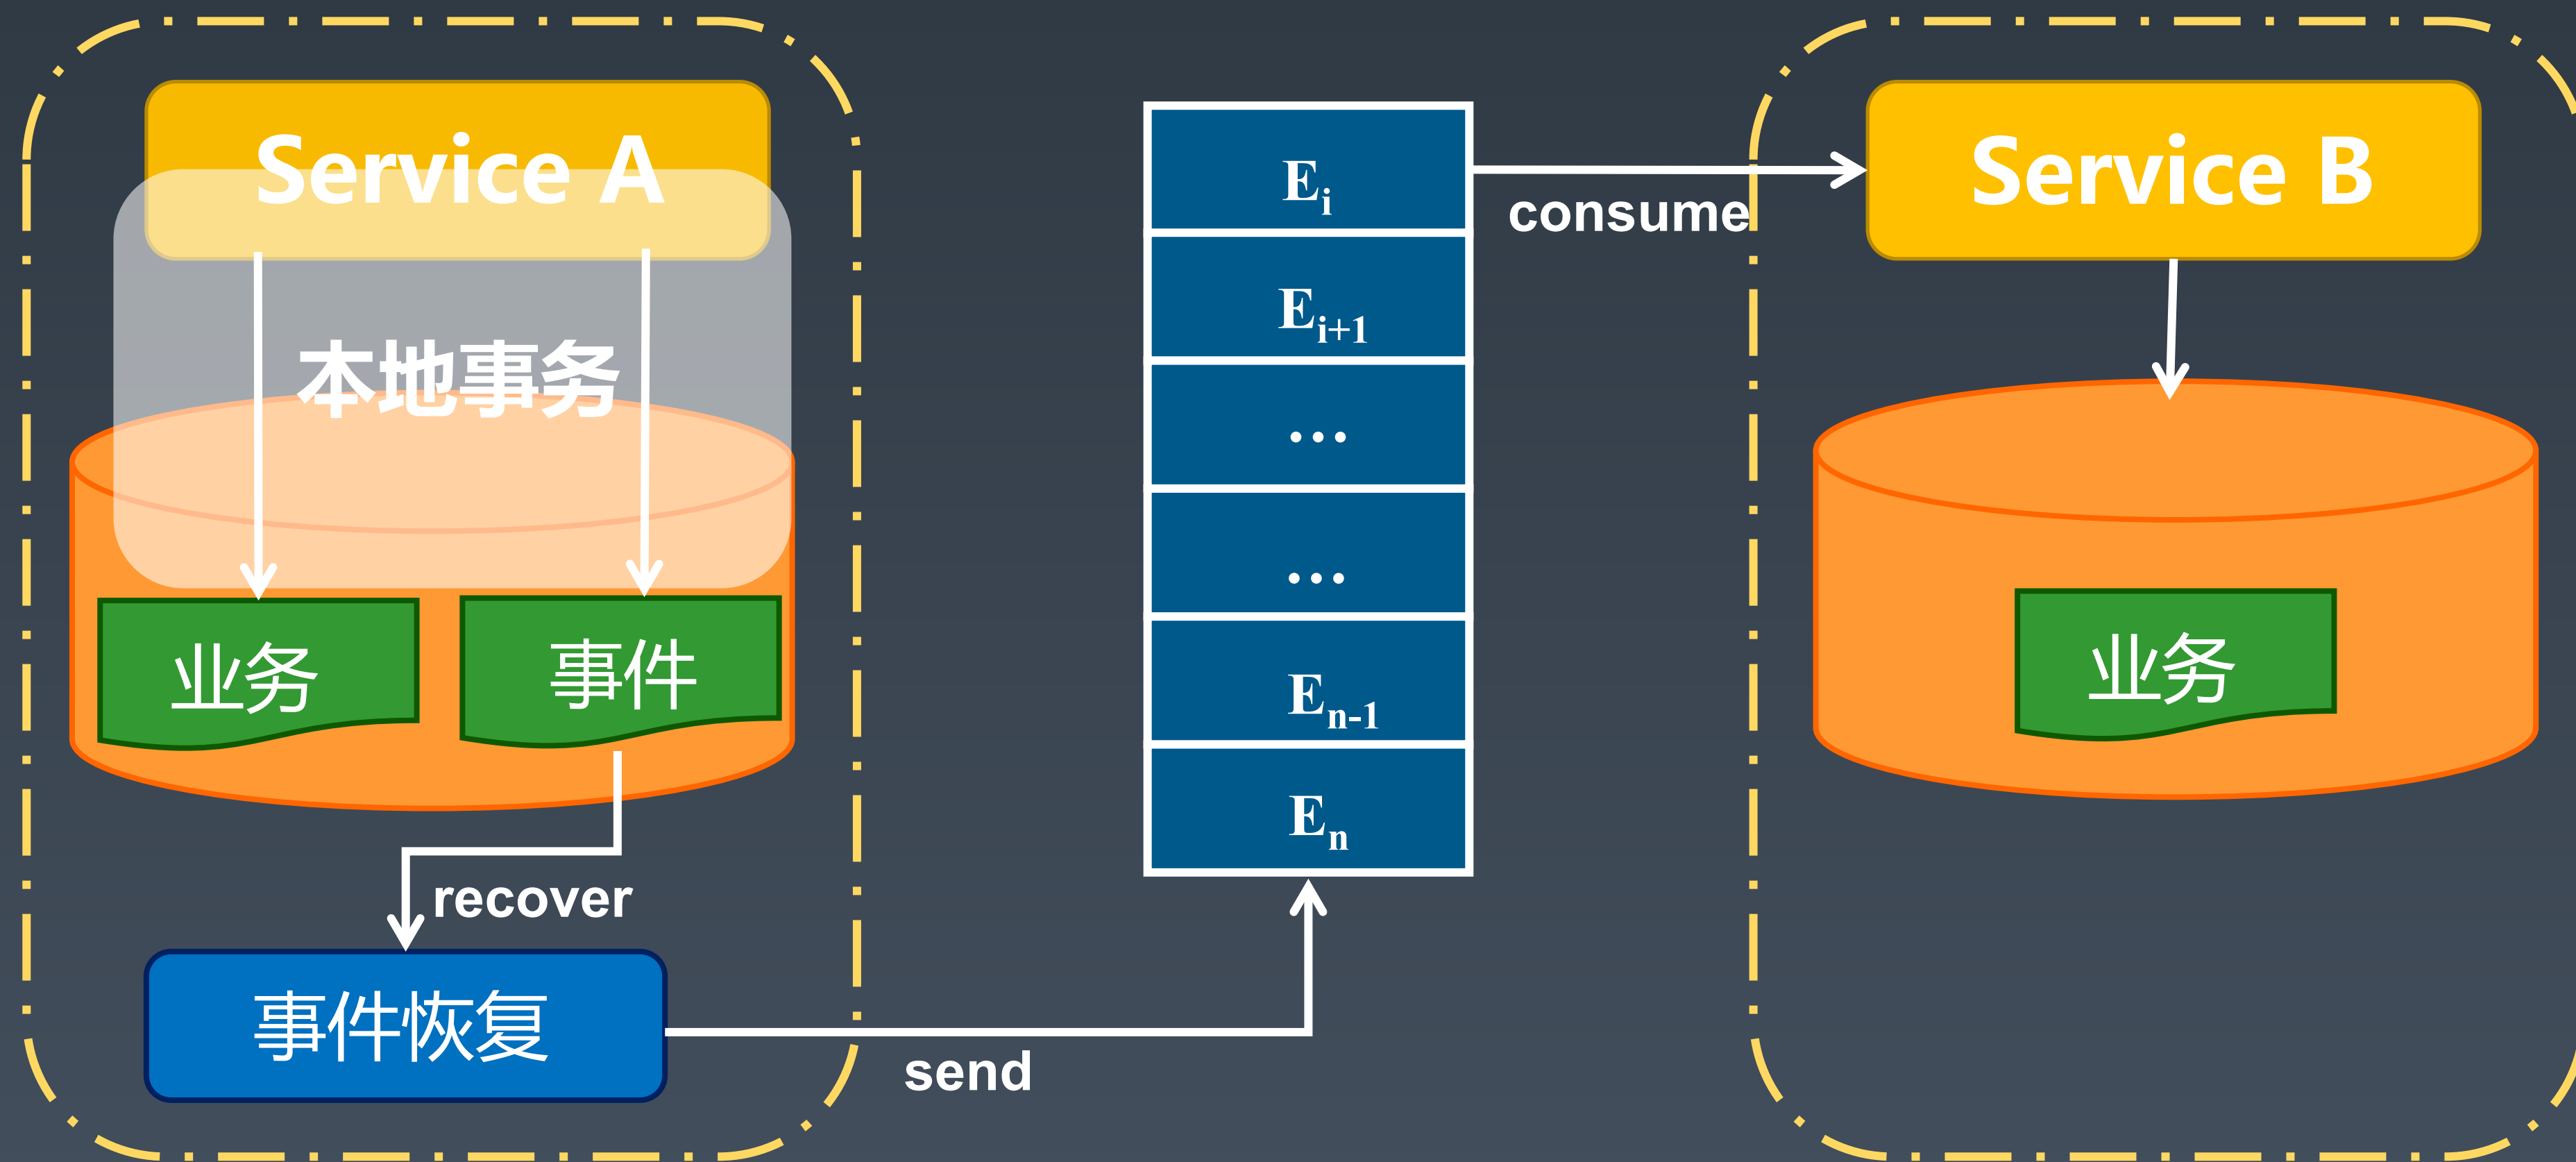 Service A
本地事务
业务
事件
recover
事件恢复
send
Ei
Ei+1
...
...
En-1
En
consume
Service B
业务